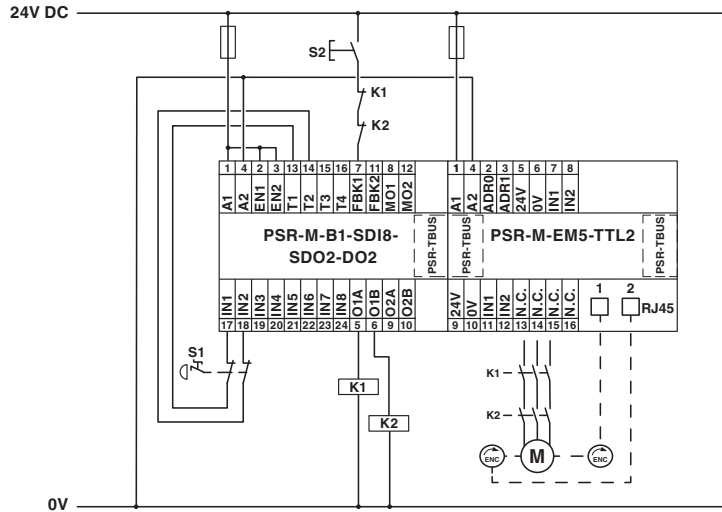 24V DC
S2
K1
K2
1 4 2 3 13 14 15 16 7 11 8 12
A1 A2 EN1 EN2 T1 T2 T3 T4 FBK1 FBK2 MO1 MO2
1 4 2 3 5 6 7 8
A1 A2 ADR0 ADR1 24V 0V IN1 IN2
PSR-M-B1-SDI8-
SDO2-DO2
PSR-TBUS
PSR-TBUS
PSR-M-EM5-TTL2
PSR-TBUS
IN1 IN2 IN3 IN4 IN5 IN6 IN7 IN8 O1A O1B O2A O2B
17 18 19 20 21 22 23 24 5 6 9 10
24V 0V IN1 IN2 N.C. N.C. N.C. N.C.
9 10 11 12 13 14 15 16
1 2
RJ45
S1
K1
K2
K1
K2
ENC
M
ENC
0V